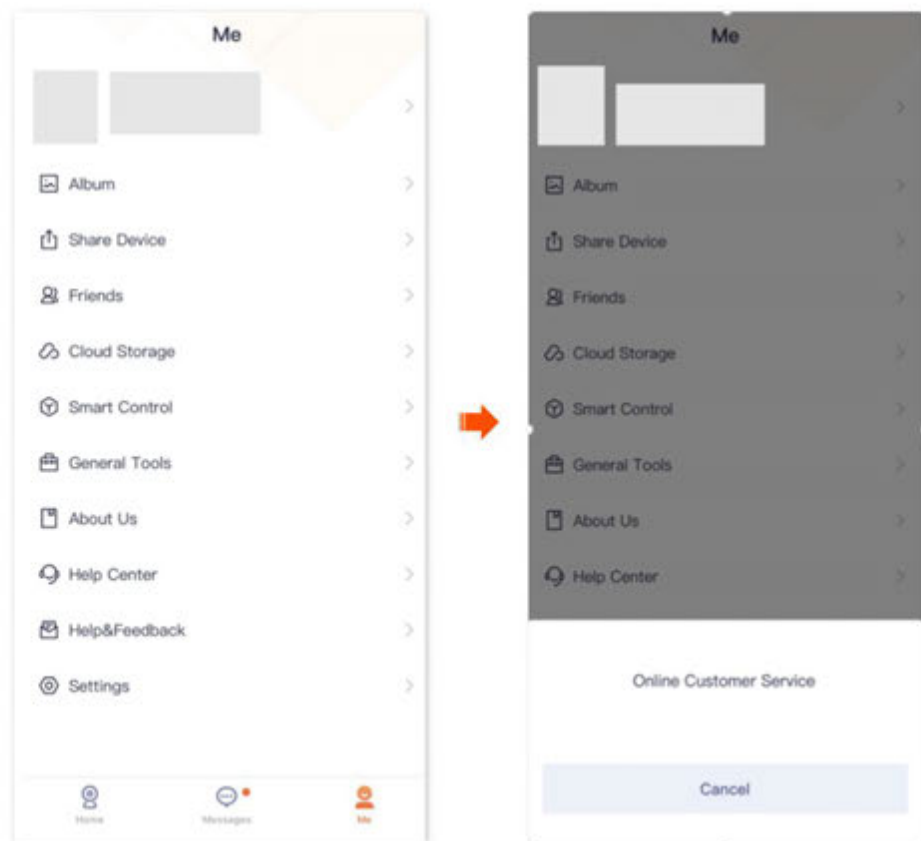 Me
Album
Share Device
Friends
Cloud Storage
Smart Control
General Tools
About Us
Help Center
Help&Feedback
Settings
Home
Messages
Me
Me
Album
Share Device
Friends
Cloud Storage
Smart Control
General Tools
About Us
Help Center
Online Customer Service
Cancel